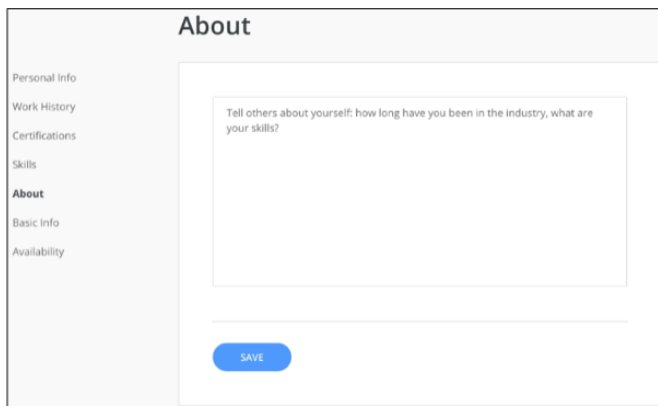 About
Personal Info
Work History
Certifications
Skills
About
Basic Info
Availability
Tell others about yourself: how long have you been in the industry, what are
your skills?
SAVE